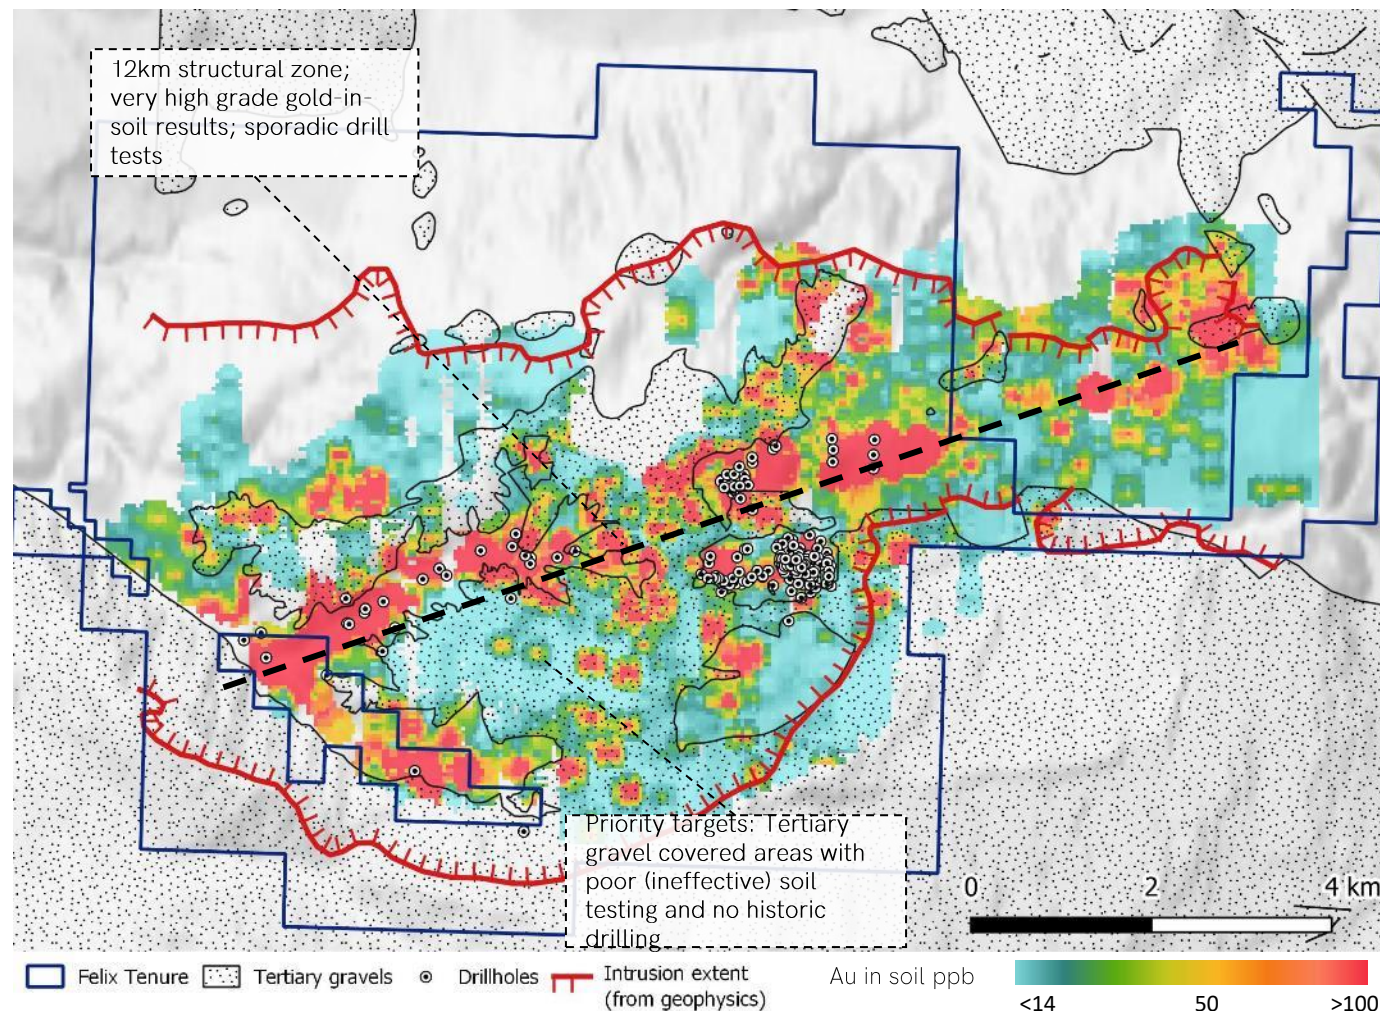 12km structural zone;
very high grade gold-in-
soil results; sporadic drill
tests
Priority targets: Tertiary
gravel covered areas with
poor (ineffective) soil
testing and no historic
drilling
0 2 4 km
Felix Tenure
Tertiary gravels
Drillholes
Intrusion extent
(from geophysics)
Au in soil ppb
<14 50 >100